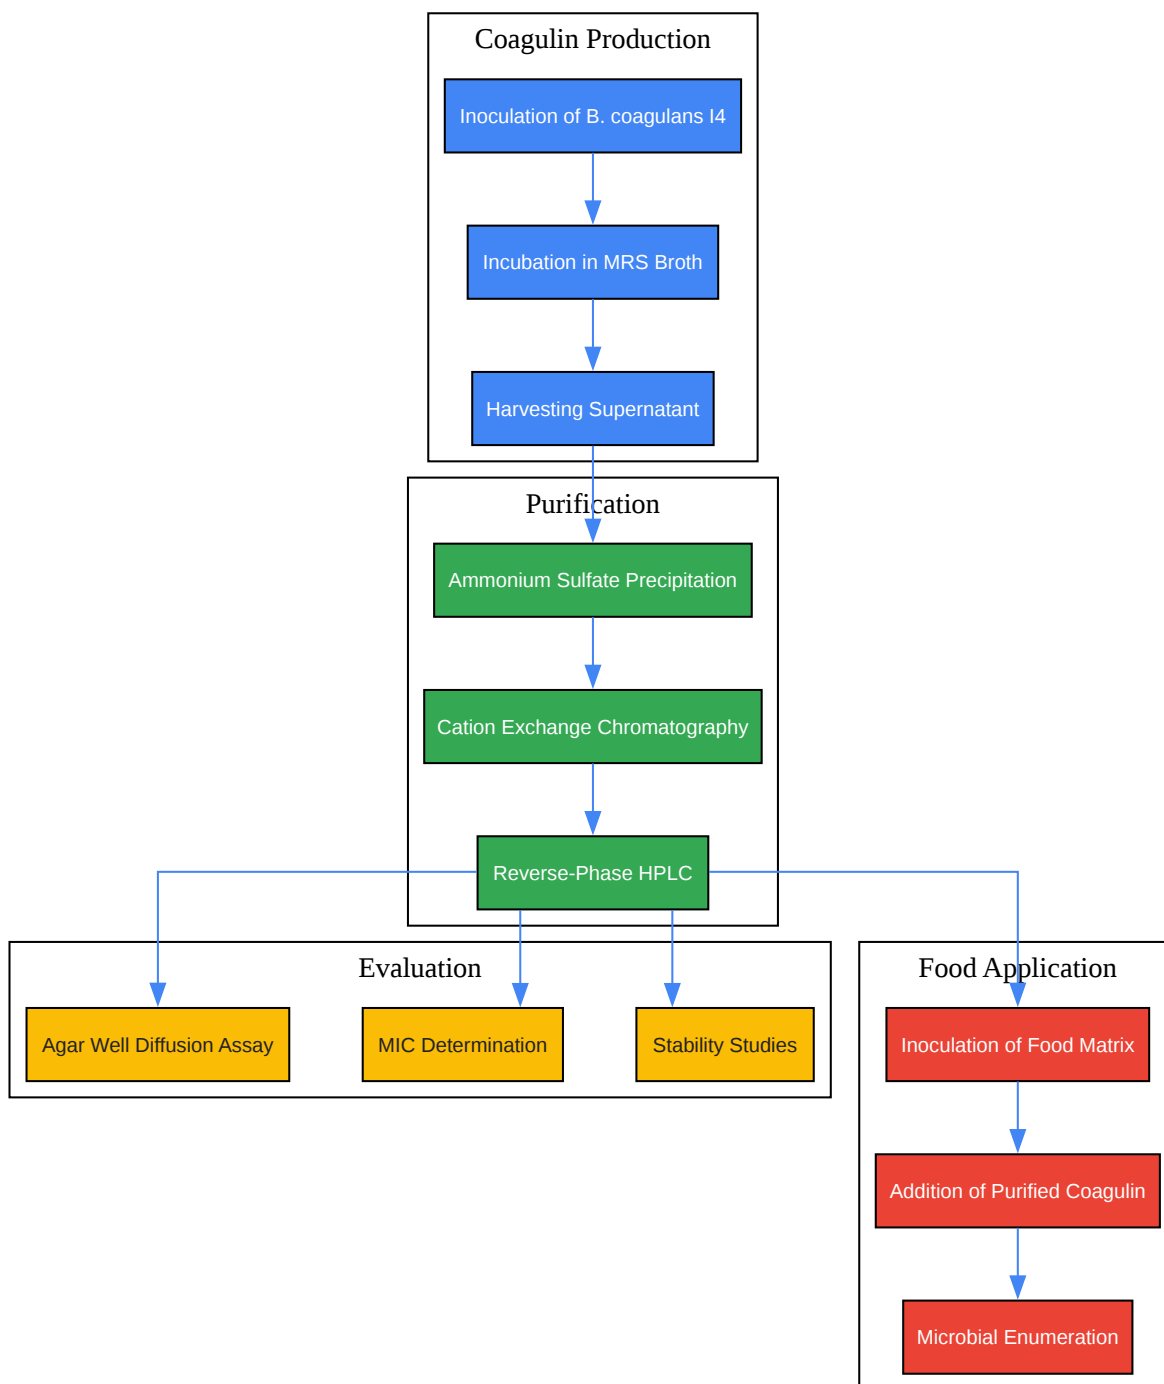 Coagulin Production
Inoculation of B. coagulans I4
Incubation in MRS Broth
Harvesting Supernatant
Purification
Ammonium Sulfate Precipitation
Cation Exchange Chromatography
Reverse-Phase HPLC
Evaluation
Agar Well Diffusion Assay
MIC Determination
Stability Studies
Food Application
Inoculation of Food Matrix
Addition of Purified Coagulin
Microbial Enumeration